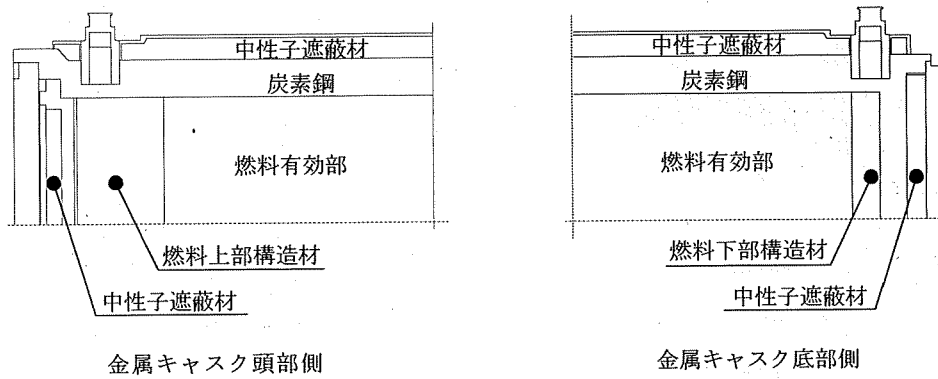 中性子遮蔽材
炭素鋼
燃料有効部
燃料上部構造材
中性子遮蔽材
金属キャスク頭部側
中性子遮蔽材
炭素鋼
燃料有効部
燃料下部構造材
中性子遮蔽材
金属キャスク底部側